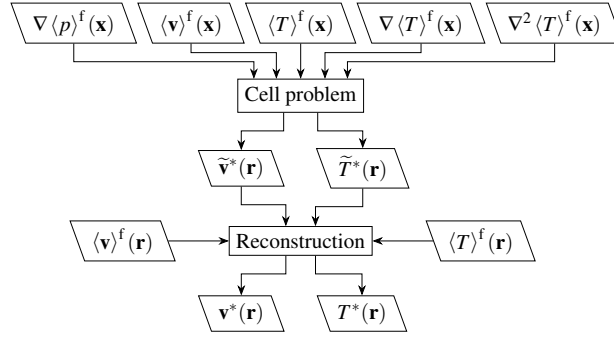 ∇⟨p⟩^f(𝐱) ⟨𝐯⟩^f(𝐱) ⟨T⟩^f(𝐱) ∇⟨T⟩^f(𝐱) ∇²⟨T⟩^f(𝐱)
Cell problem
𝐯̃*(𝐫) T̃*(𝐫)
⟨𝐯⟩^f(𝐫) Reconstruction ⟨T⟩^f(𝐫)
𝐯*(𝐫) T*(𝐫)